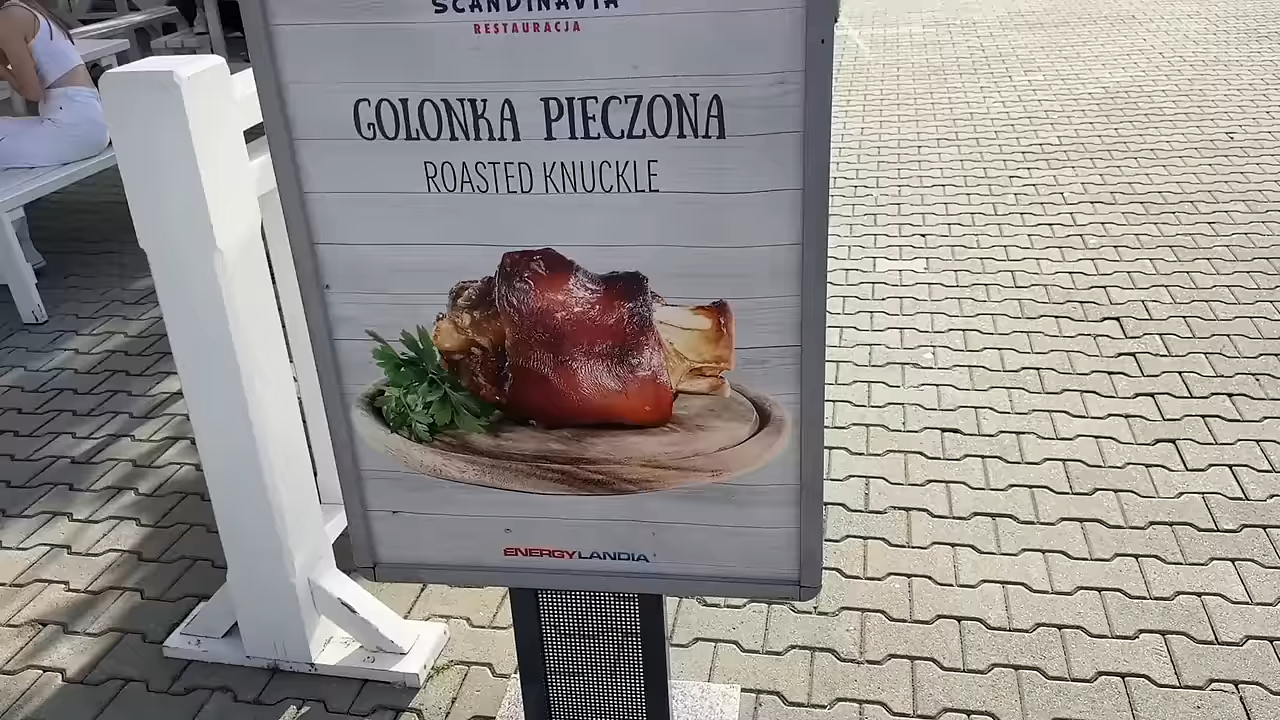 SCANDINAVIA
RESTAURACJA
GOLONKA PIECZONA
ROASTED KNUCKLE
ENERGYLANDIA